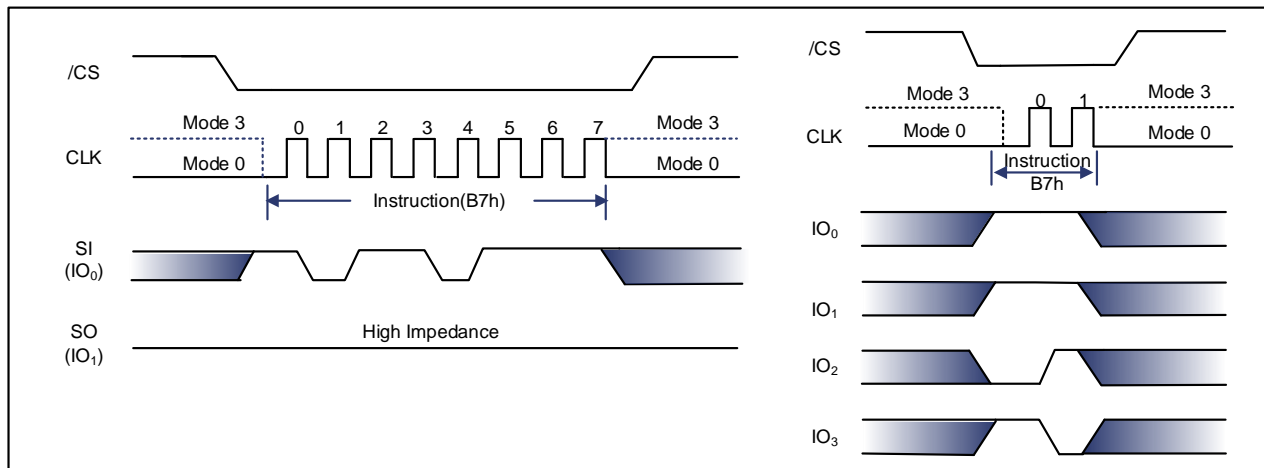 /CS
Mode 3
0 1 2 3 4 5 6 7
Mode 3
CLK
Mode 0
Mode 0
Instruction(B7h)
SI
(IO0)
High Impedance
SO
(IO1)
/CS
Mode 3
0 1
Mode 3
CLK
Mode 0
Mode 0
Instruction
B7h
IO0
IO1
IO2
IO3